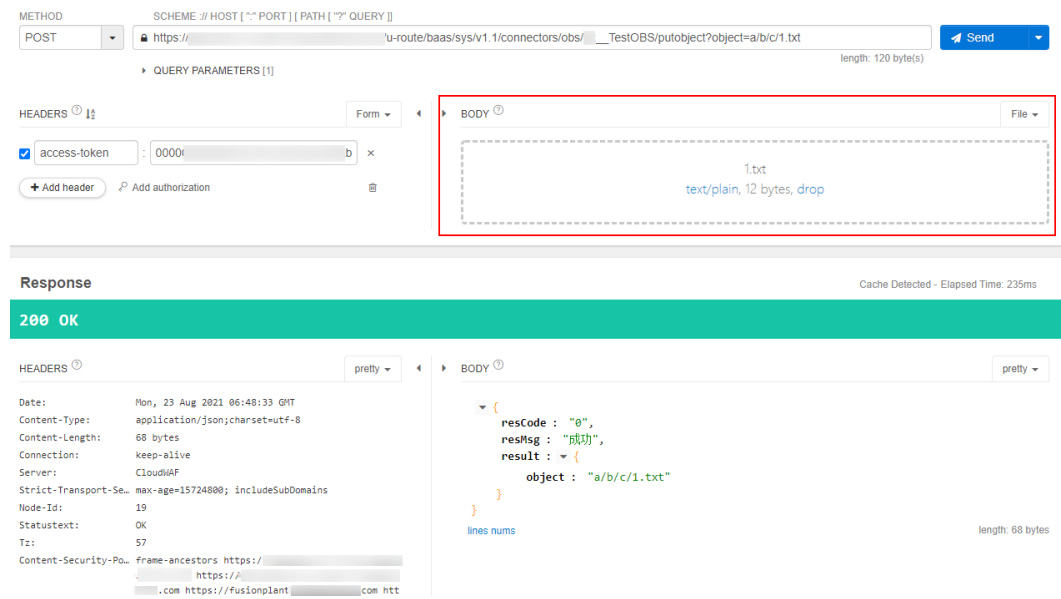 METHOD
SCHEME :// HOST [ ":" PORT ] [ PATH [ "?" QUERY ]]
POST
https://
'u-route/baas/sys/v1.1/connectors/obs/
__TestOBS/putobject?object=a/b/c/1.txt
Send
length: 120 byte(s)
QUERY PARAMETERS [1]
HEADERS
Form
BODY
File
access-token
:
0000
b
×
+ Add header
Add authorization
1.txt
text/plain, 12 bytes, drop
Response
Cache Detected - Elapsed Time: 235ms
200 OK
HEADERS
pretty
BODY
pretty
Date: Mon, 23 Aug 2021 06:48:33 GMT
Content-Type: application/json;charset=utf-8
Content-Length: 68 bytes
Connection: keep-alive
Server: CloudWAF
Strict-Transport-Se… max-age=15724800; includeSubDomains
Node-Id: 19
Statustext: OK
Tz: 57
Content-Security-Po… frame-ancestors https:/
https:/
.com https://fusionplant
com htt
{
resCode : "0",
resMsg : "成功",
result : {
object : "a/b/c/1.txt"
}
}
lines nums
length: 68 bytes